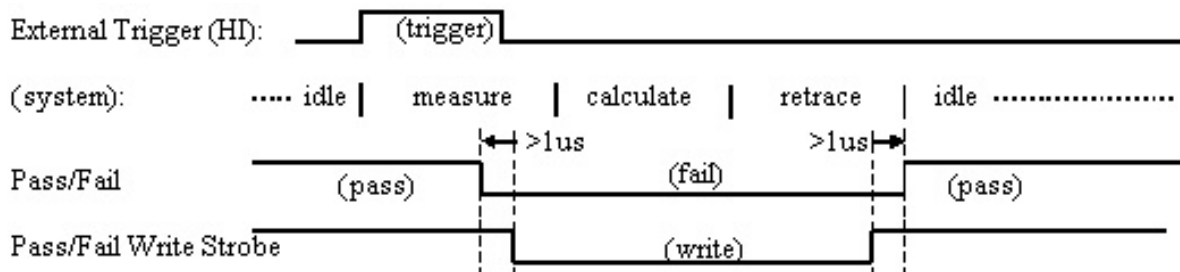 External Trigger (HI): (trigger)
(system): idle measure calculate retrace idle
>1us >1us
Pass/Fail (pass) (fail) (pass)
Pass/Fail Write Strobe (write)